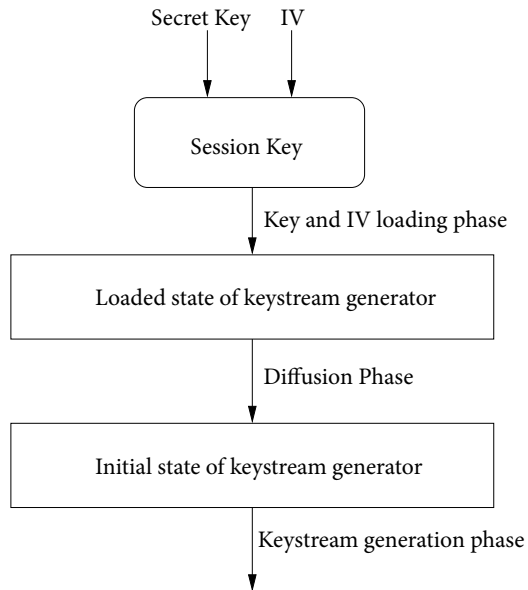 Secret Key IV
Session Key
Key and IV loading phase
Loaded state of keystream generator
Diffusion Phase
Initial state of keystream generator
Keystream generation phase